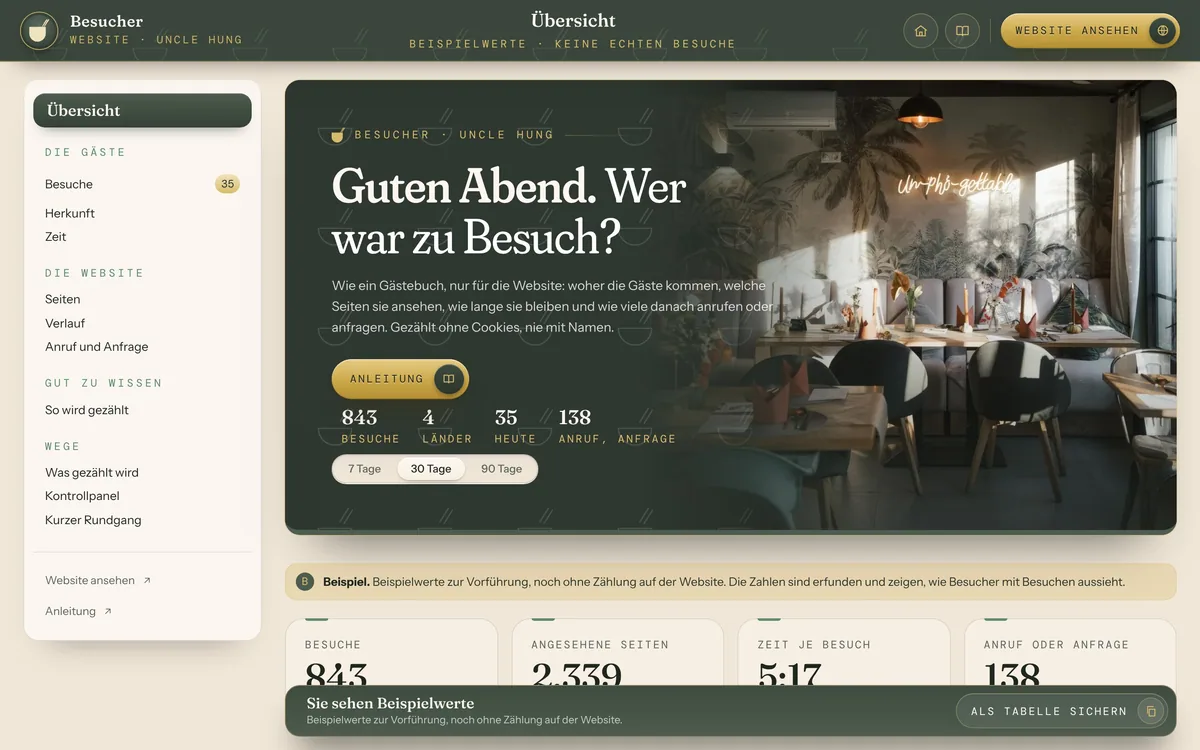 Besucher
WEBSITE · UNCLE HUNG
Übersicht
BEISPIELWERTE · KEINE ECHTEN BESUCHE
WEBSITE ANSEHEN
Übersicht
DIE GÄSTE
Besuche 35
Herkunft
Zeit
DIE WEBSITE
Seiten
Verlauf
Anruf und Anfrage
GUT ZU WISSEN
So wird gezählt
WEGE
Was gezählt wird
Kontrollpanel
Kurzer Rundgang
Website ansehen ↗
Anleitung ↗
BESUCHER · UNCLE HUNG
Guten Abend. Wer
war zu Besuch?
Wie ein Gästebuch, nur für die Website: woher die Gäste kommen, welche
Seiten sie ansehen, wie lange sie bleiben und wie viele danach anrufen oder
anfragen. Gezählt ohne Cookies, nie mit Namen.
ANLEITUNG
843 4 35 138
BESUCHE LÄNDER HEUTE ANRUF, ANFRAGE
7 Tage 30 Tage 90 Tage
Un-phở-gettable
B Beispiel. Beispielwerte zur Vorführung, noch ohne Zählung auf der Website. Die Zahlen sind erfunden und zeigen, wie Besucher mit Besuchen aussieht.
BESUCHE ANGESEHENE SEITEN ZEIT JE BESUCH ANRUF ODER ANFRAGE
843 2.339 5:17 138
Sie sehen Beispielwerte
Beispielwerte zur Vorführung, noch ohne Zählung auf der Website.
ALS TABELLE SICHERN